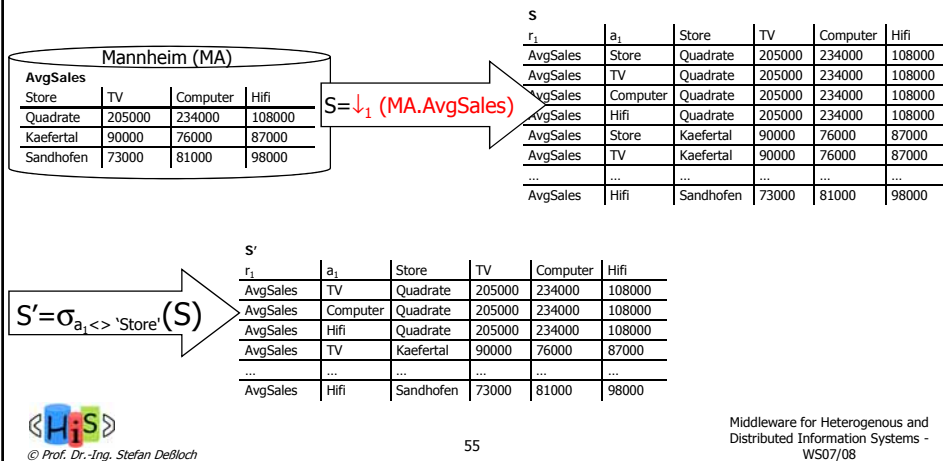 Mannheim (MA)
AvgSales
Store TV Computer Hifi
Quadrate 205000 234000 108000
Kaefertal 90000 76000 87000
Sandhofen 73000 81000 98000
S=↓₁ (MA.AvgSales)
S
r₁ a₁ Store TV Computer Hifi
AvgSales Store Quadrate 205000 234000 108000
AvgSales TV Quadrate 205000 234000 108000
AvgSales Computer Quadrate 205000 234000 108000
AvgSales Hifi Quadrate 205000 234000 108000
AvgSales Store Kaefertal 90000 76000 87000
AvgSales TV Kaefertal 90000 76000 87000
... ... ... ... ... ...
AvgSales Hifi Sandhofen 73000 81000 98000
S'=σa₁<> 'Store'(S)
S'
r₁ a₁ Store TV Computer Hifi
AvgSales TV Quadrate 205000 234000 108000
AvgSales Computer Quadrate 205000 234000 108000
AvgSales Hifi Quadrate 205000 234000 108000
AvgSales TV Kaefertal 90000 76000 87000
... ... ... ... ... ...
AvgSales Hifi Sandhofen 73000 81000 98000
HiS
© Prof. Dr.-Ing. Stefan Deßloch
55
Middleware for Heterogenous and
Distributed Information Systems -
WS07/08